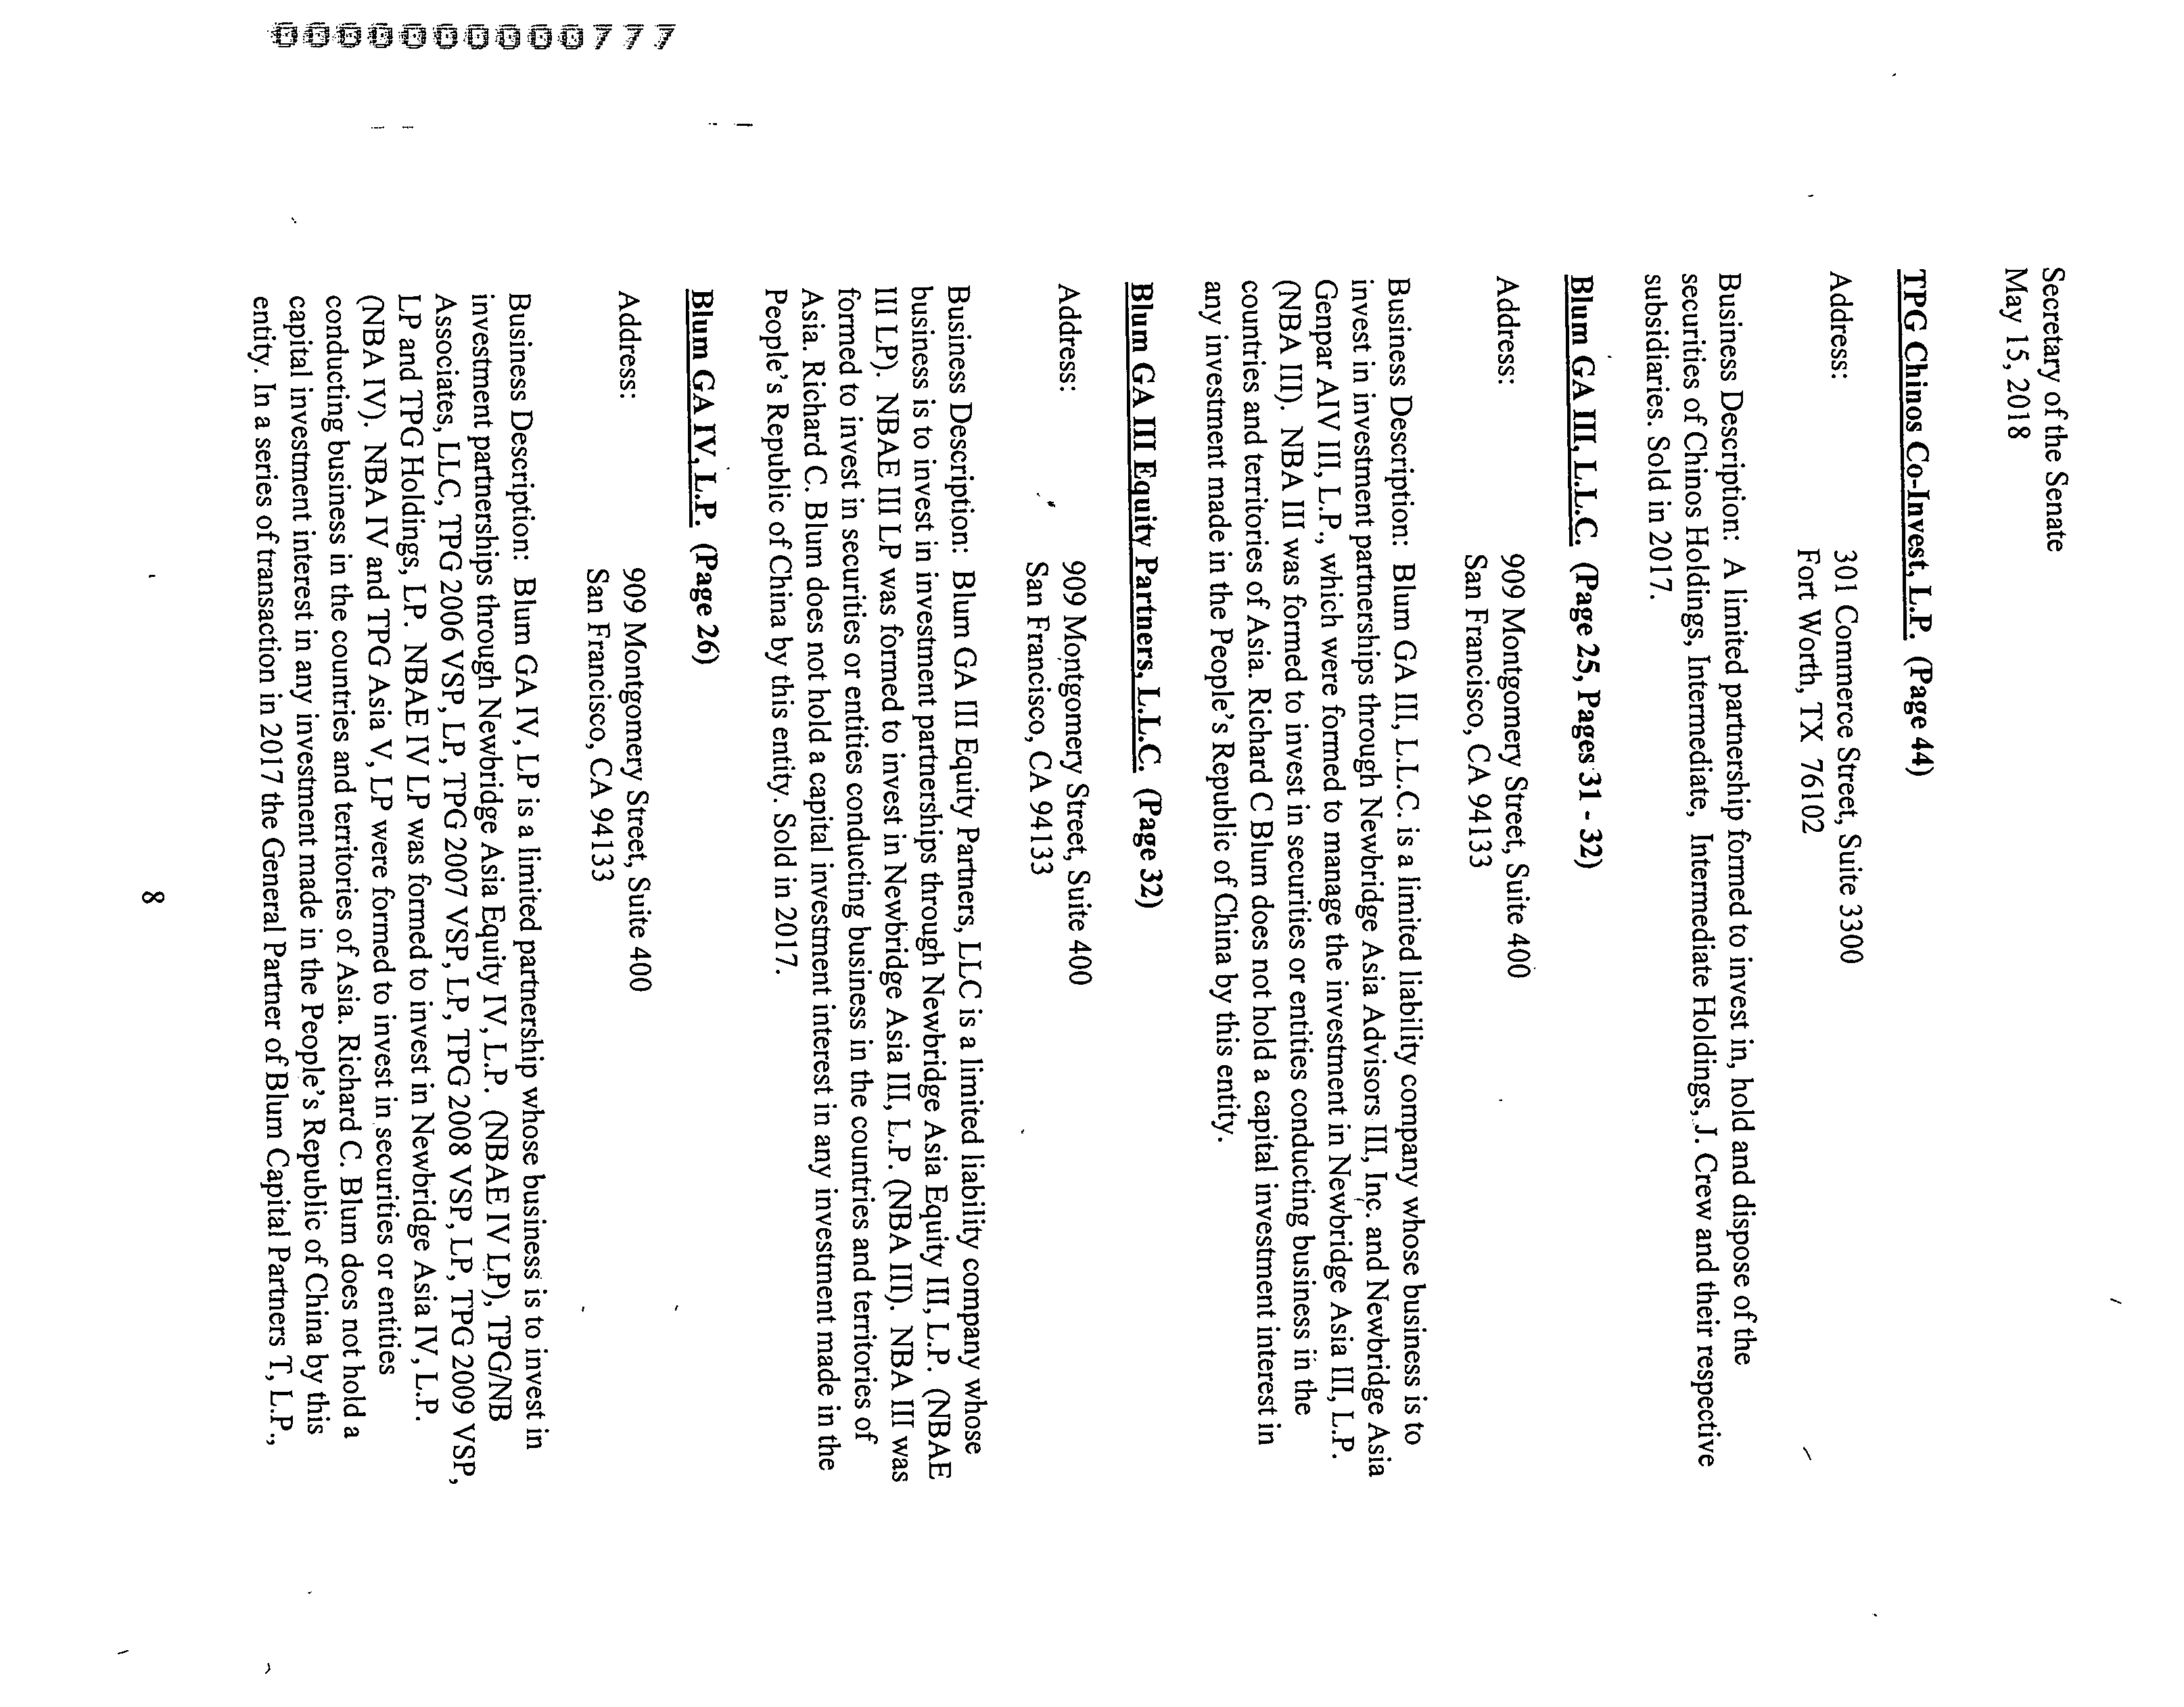 000000000777
Secretary of the Senate
May 15, 2018
TPG Chinos Co-Invest, L.P. (Page 44)
Address: 301 Commerce Street, Suite 3300
Fort Worth, TX 76102
Business Description: A limited partnership formed to invest in, hold and dispose of the
securities of Chinos Holdings, Intermediate, Intermediate Holdings, J. Crew and their respective
subsidiaries. Sold in 2017.
Blum GA III, L.L.C. (Page 25, Pages 31 - 32)
Address: 909 Montgomery Street, Suite 400
San Francisco, CA 94133
Business Description: Blum GA III, L.L.C. is a limited liability company whose business is to
invest in investment partnerships through Newbridge Asia Advisors III, Inc. and Newbridge Asia
Genpar AIV III, L.P., which were formed to manage the investment in Newbridge Asia III, L.P.
(NBA III). NBA III was formed to invest in securities or entities conducting business in the
countries and territories of Asia. Richard C Blum does not hold a capital investment interest in
any investment made in the People's Republic of China by this entity.
Blum GA III Equity Partners, L.L.C. (Page 32)
Address: 909 Montgomery Street, Suite 400
San Francisco, CA 94133
Business Description: Blum GA III Equity Partners, LLC is a limited liability company whose
business is to invest in investment partnerships through Newbridge Asia Equity III, L.P. (NBAE
III LP). NBAE III LP was formed to invest in Newbridge Asia III, L.P. (NBA III). NBA III was
formed to invest in securities or entities conducting business in the countries and territories of
Asia. Richard C. Blum does not hold a capital investment interest in any investment made in the
People's Republic of China by this entity. Sold in 2017.
Blum GA IV, L.P. (Page 26)
Address: 909 Montgomery Street, Suite 400
San Francisco, CA 94133
Business Description: Blum GA IV, LP is a limited partnership whose business is to invest in
investment partnerships through Newbridge Asia Equity IV, L.P. (NBAE IV LP), TPG/NB
Associates, LLC, TPG 2006 VSP, LP, TPG 2007 VSP, LP, TPG 2008 VSP, LP, TPG 2009 VSP,
LP and TPG Holdings, LP. NBAE IV LP was formed to invest in Newbridge Asia IV, L.P.
(NBA IV). NBA IV and TPG Asia V, LP were formed to invest in securities or entities
conducting business in the countries and territories of Asia. Richard C. Blum does not hold a
capital investment interest in any investment made in the People's Republic of China by this
entity. In a series of transaction in 2017 the General Partner of Blum Capital Partners T, L.P.,
8